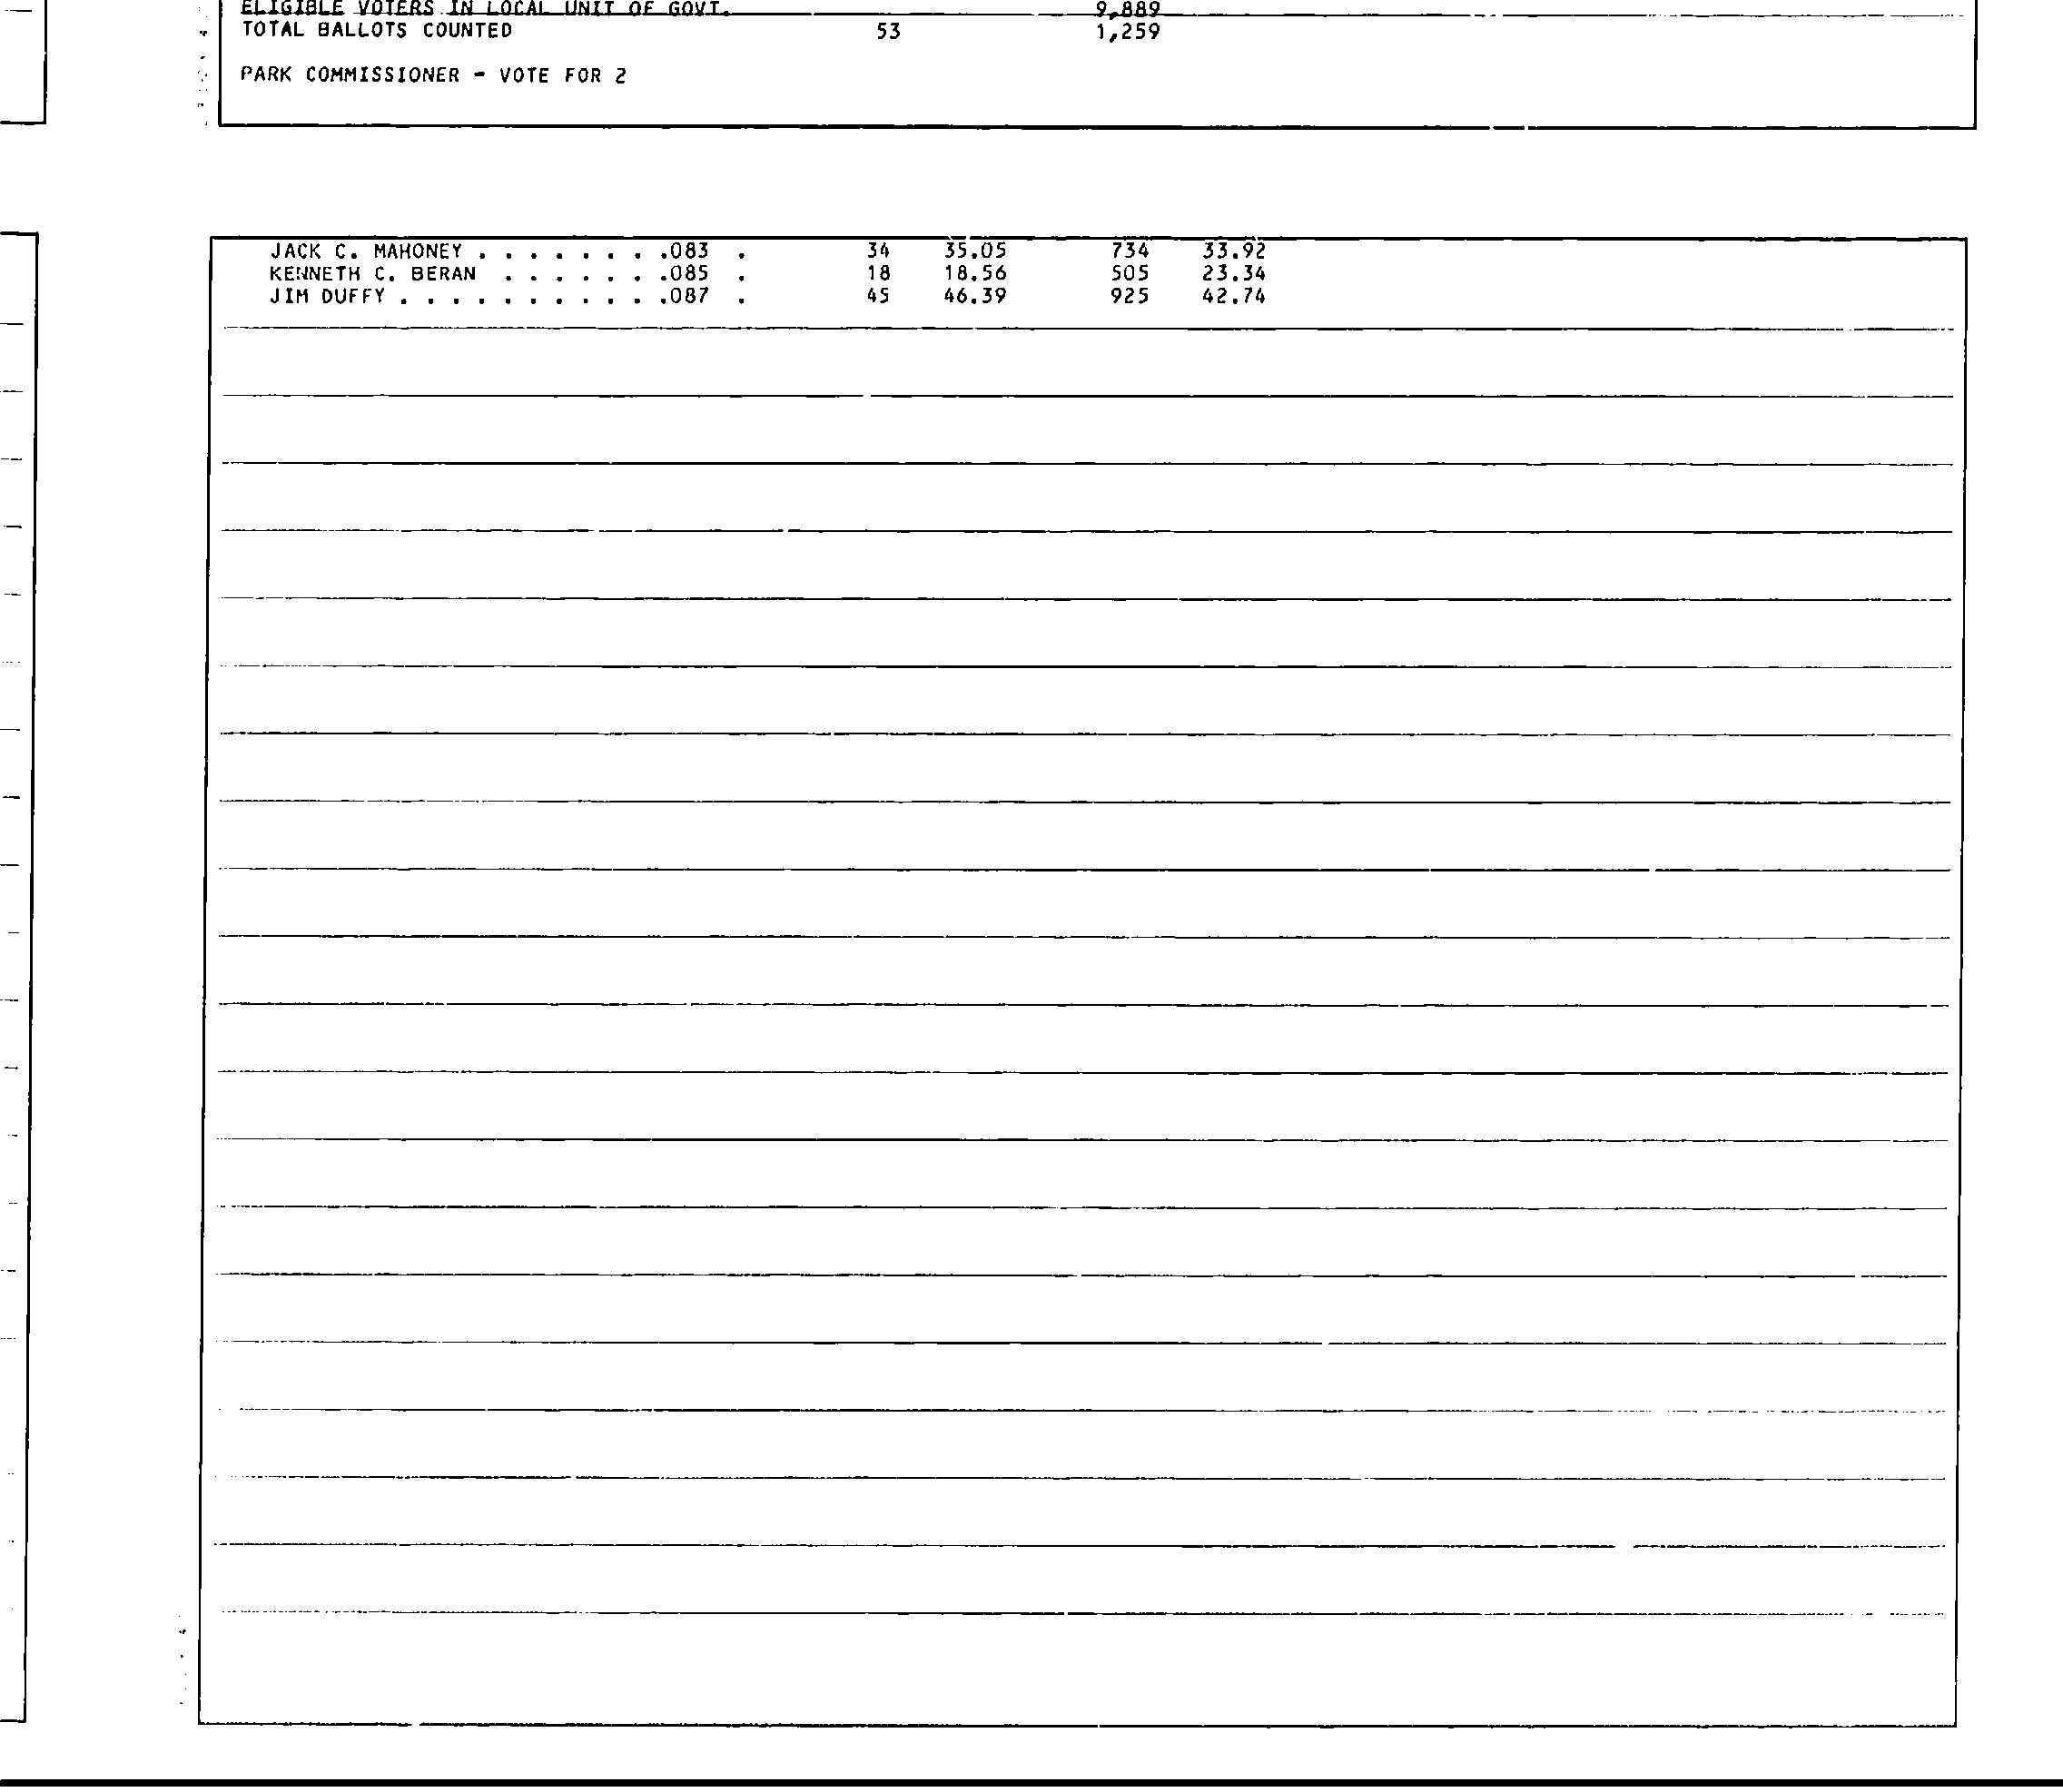 ELIGIBLE VOTERS IN LOCAL UNIT OF GOVT. 9,889
TOTAL BALLOTS COUNTED 53 1,259
PARK COMMISSIONER - VOTE FOR 2
JACK C. MAHONEY . . . . . . . .083 . 34 35.05 734 33.92
KENNETH C. BERAN . . . . . . .085 . 18 18.56 505 23.34
JIM DUFFY . . . . . . . . . . .087 . 45 46.39 925 42.74